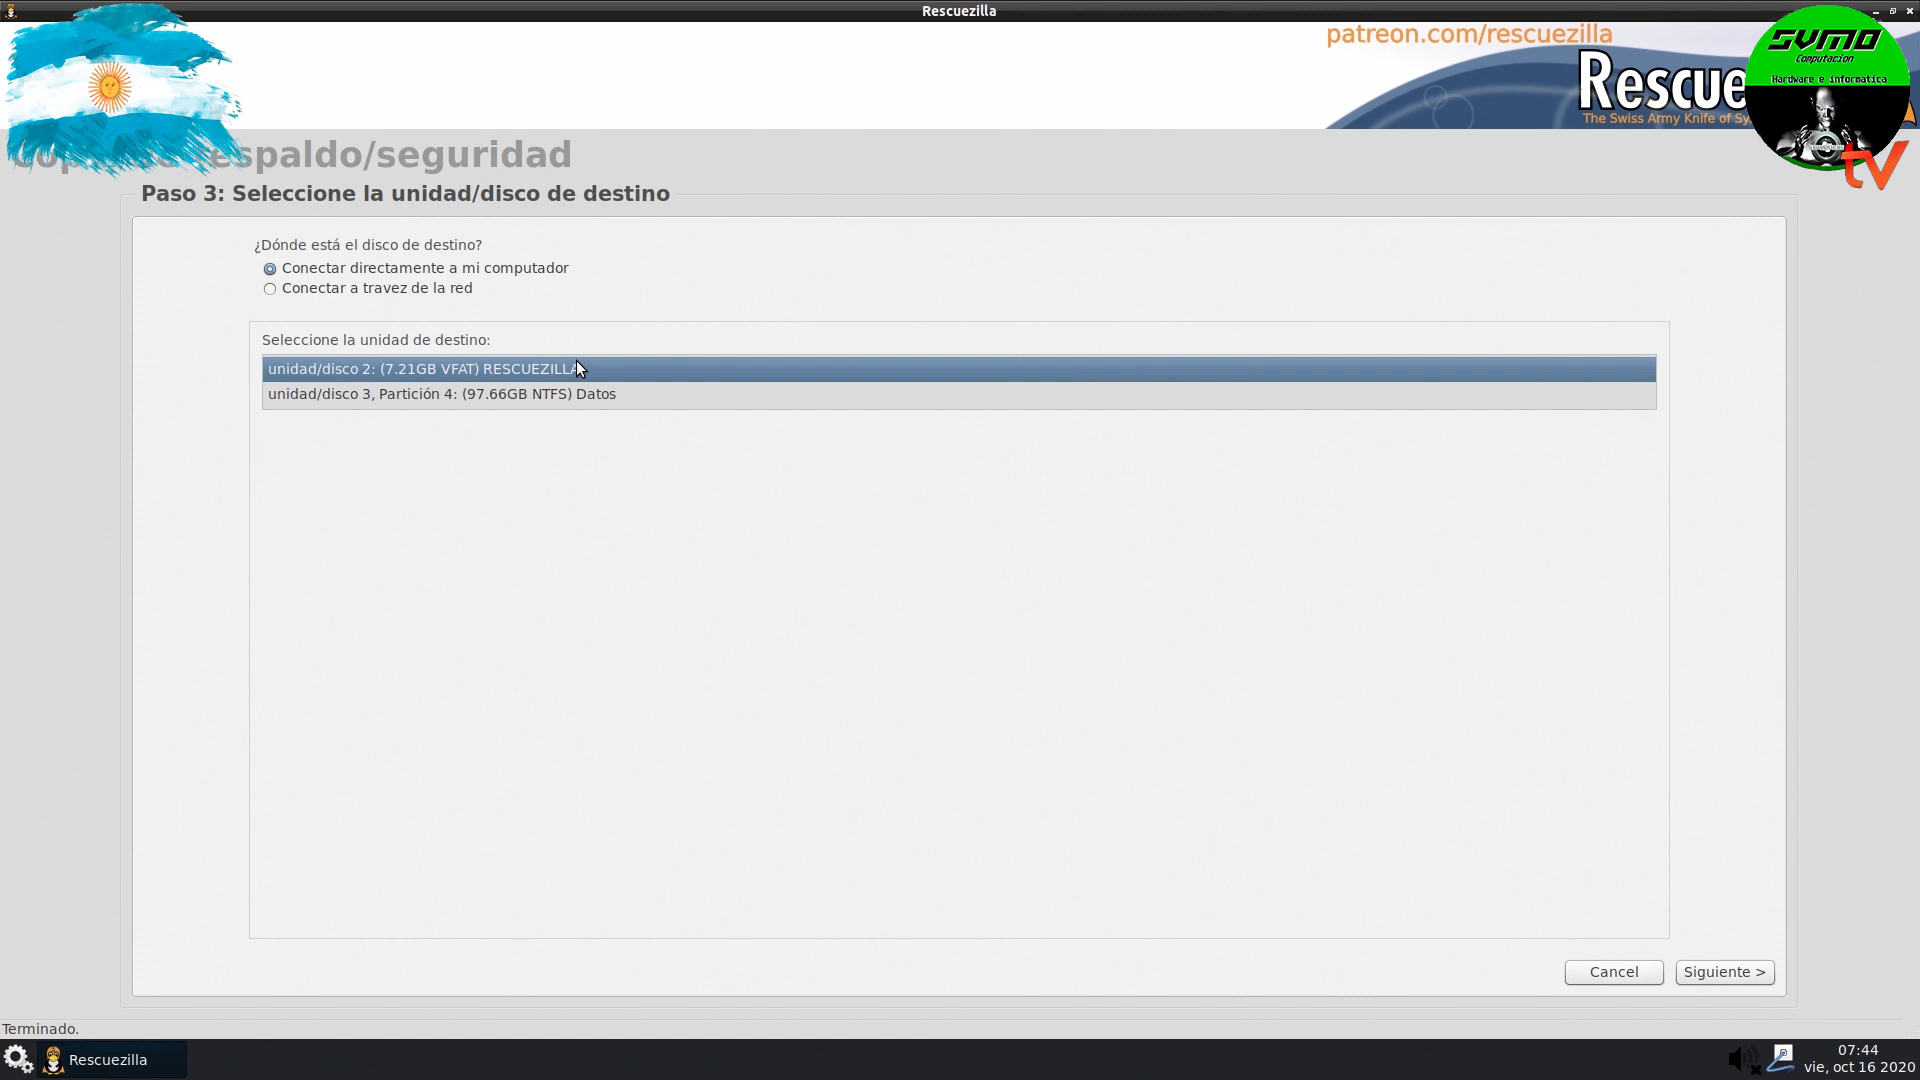 Rescuezilla
patreon.com/rescuezilla
Rescue
The Swiss Army Knife of Sy
SVMO
Computacion
Hardware e informatica
tv
espaldo/seguridad
Paso 3: Seleccione la unidad/disco de destino
¿Dónde está el disco de destino?
Conectar directamente a mi computador
Conectar a travez de la red
Seleccione la unidad de destino:
unidad/disco 2: (7.21GB VFAT) RESCUEZILLA
unidad/disco 3, Partición 4: (97.66GB NTFS) Datos
Cancel
Siguiente >
Terminado.
Rescuezilla
07:44
vie, oct 16 2020